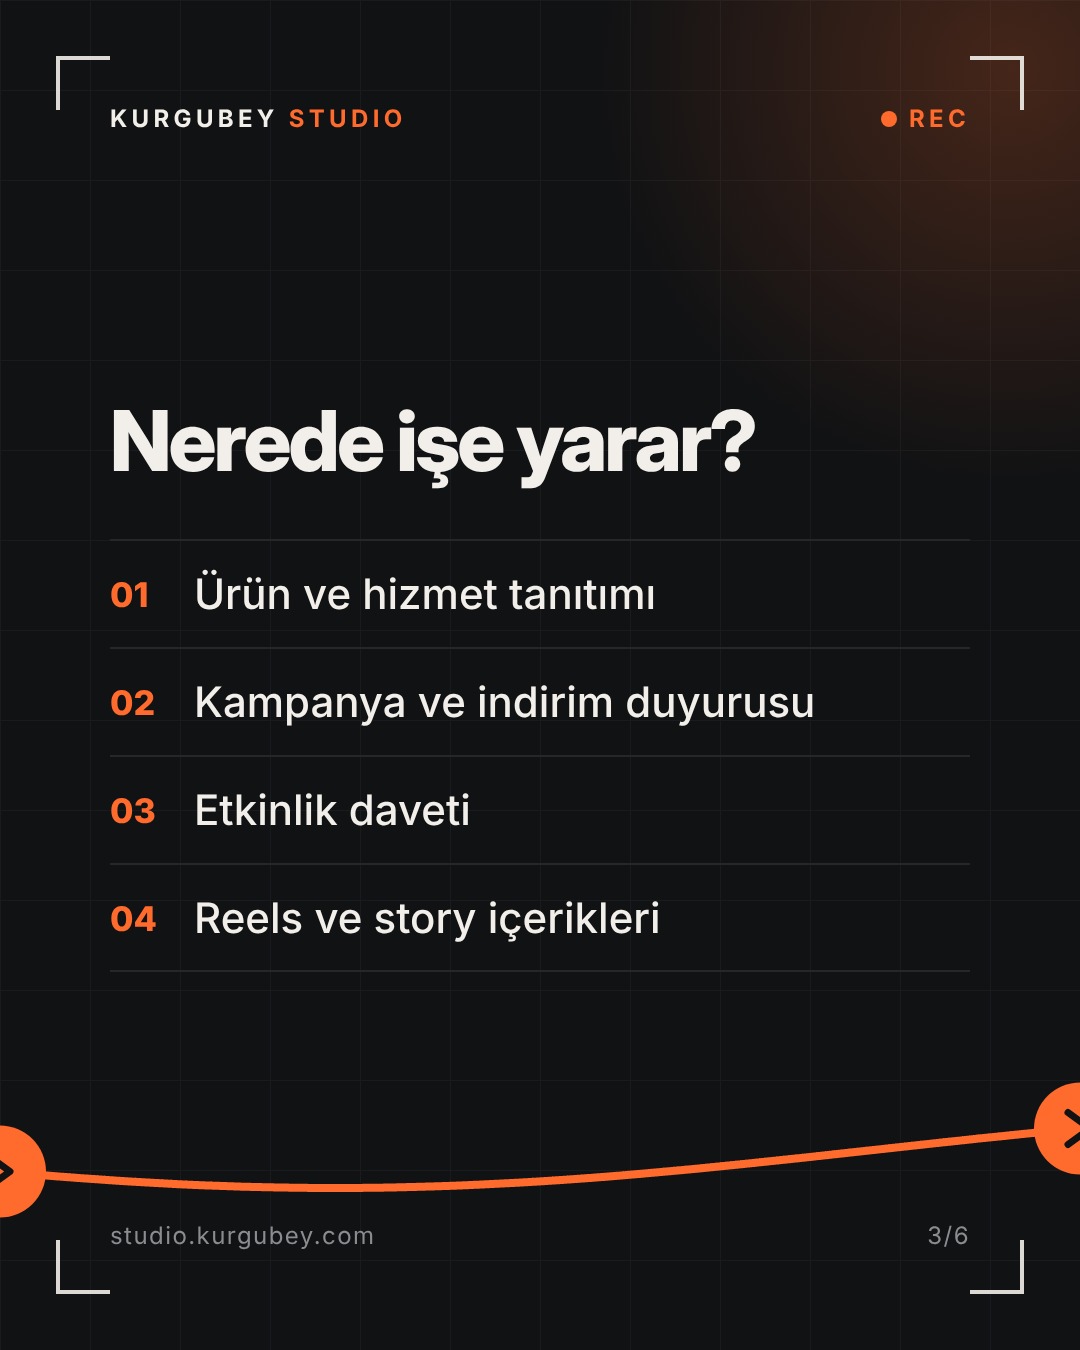 KURGUBEY STUDIO
REC
Nerede işe yarar?
01 Ürün ve hizmet tanıtımı
02 Kampanya ve indirim duyurusu
03 Etkinlik daveti
04 Reels ve story içerikleri
studio.kurgubey.com
3/6